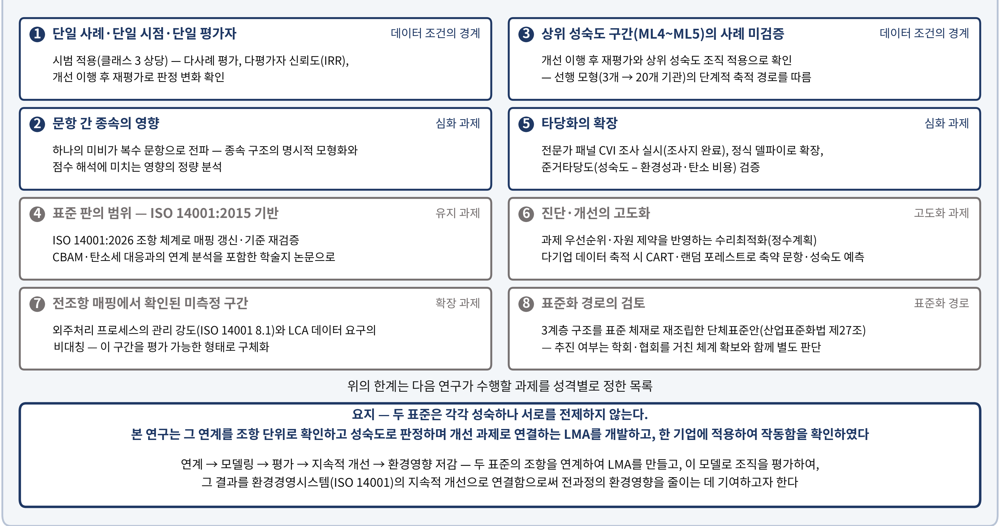 1 단일 사례·단일 시점·단일 평가자 데이터 조건의 경계
시범 적용(클래스 3 상당) — 다사례 평가, 다평가자 신뢰도(IRR),
개선 이행 후 재평가로 판정 변화 확인
3 상위 성숙도 구간(ML4~ML5)의 사례 미검증 데이터 조건의 경계
개선 이행 후 재평가와 상위 성숙도 조직 적용으로 확인
— 선행 모형(3개 → 20개 기관)의 단계적 축적 경로를 따름
2 문항 간 종속의 영향 심화 과제
하나의 미비가 복수 문항으로 전파 — 종속 구조의 명시적 모형화와
점수 해석에 미치는 영향의 정량 분석
5 타당화의 확장 심화 과제
전문가 패널 CVI 조사 실시(조사지 완료), 정식 델파이로 확장,
준거타당도(성숙도 – 환경성과·탄소 비용) 검증
4 표준 판의 범위 — ISO 14001:2015 기반 유지 과제
ISO 14001:2026 조항 체계로 매핑 갱신·기준 재검증
CBAM·탄소세 대응과의 연계 분석을 포함한 학술지 논문으로
6 진단·개선의 고도화 고도화 과제
과제 우선순위·자원 제약을 반영하는 수리최적화(정수계획)
다기업 데이터 축적 시 CART·랜덤 포레스트로 축약 문항·성숙도 예측
7 전조항 매핑에서 확인된 미측정 구간 확장 과제
외주처리 프로세스의 관리 강도(ISO 14001 8.1)와 LCA 데이터 요구의
비대칭 — 이 구간을 평가 가능한 형태로 구체화
8 표준화 경로의 검토 표준화 경로
3계층 구조를 표준 체재로 재조립한 단체표준안(산업표준화법 제27조)
— 추진 여부는 학회·협회를 거친 체계 확보와 함께 별도 판단
위의 한계는 다음 연구가 수행할 과제를 성격별로 정한 목록
요지 — 두 표준은 각각 성숙하나 서로를 전제하지 않는다.
본 연구는 그 연계를 조항 단위로 확인하고 성숙도로 판정하며 개선 과제로 연결하는 LMA를 개발하고, 한 기업에 적용하여 작동함을 확인하였다
연계 → 모델링 → 평가 → 지속적 개선 → 환경영향 저감 — 두 표준의 조항을 연계하여 LMA를 만들고, 이 모델로 조직을 평가하여,
그 결과를 환경경영시스템(ISO 14001)의 지속적 개선으로 연결함으로써 전과정의 환경영향을 줄이는 데 기여하고자 한다